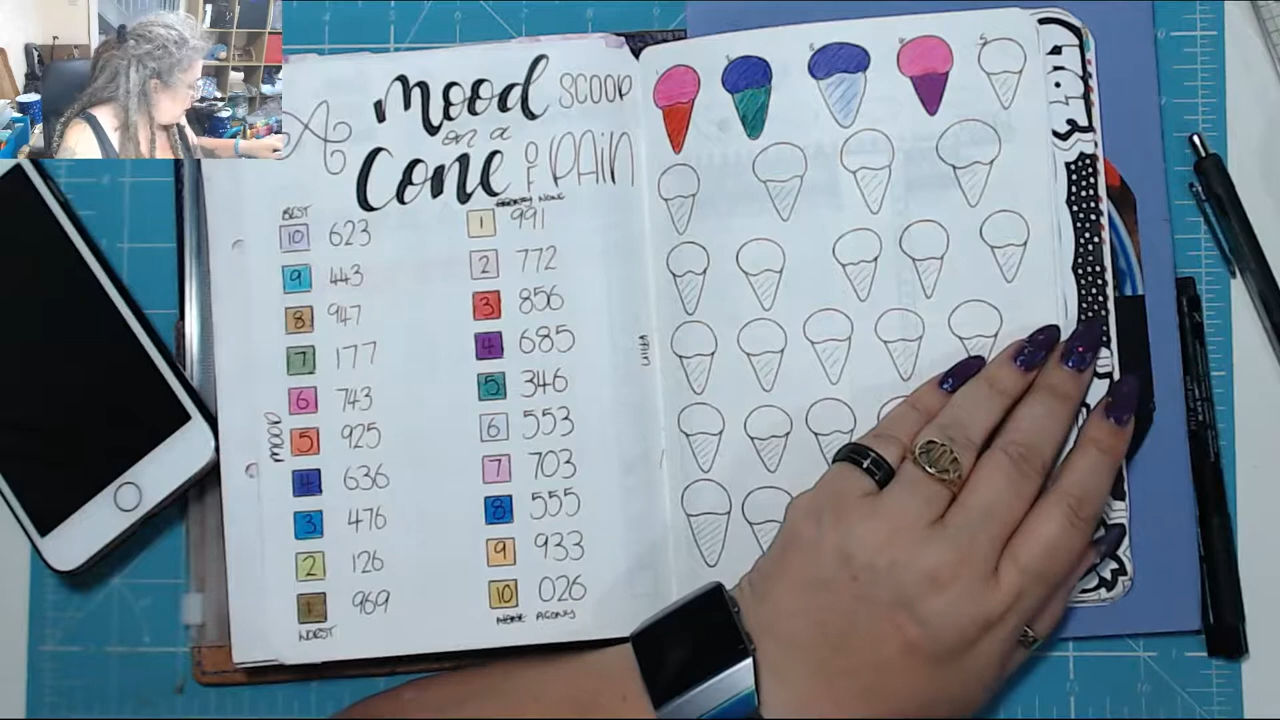 mood SCOOP
on a
Cone OF PAIN
BEST
10 623
9 443
8 947
7 177
6 743
5 925
4 636
3 476
2 126
1 969
WORST
MOOD
NONE
1 991
2 772
3 856
4 685
5 346
6 553
7 703
8 555
9 933
10 026
AGONY
PAIN